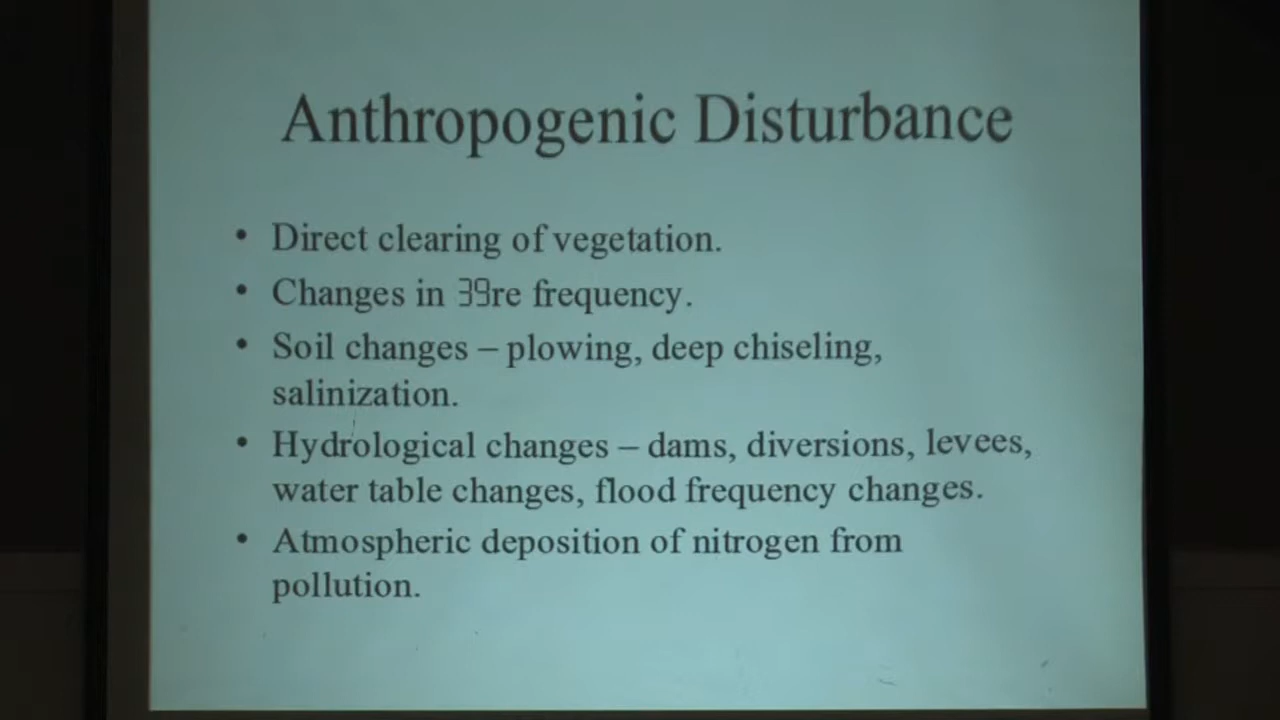 Anthropogenic Disturbance
• Direct clearing of vegetation.
• Changes in 39re frequency.
• Soil changes – plowing, deep chiseling,
salinization.
• Hydrological changes – dams, diversions, levees,
water table changes, flood frequency changes.
• Atmospheric deposition of nitrogen from
pollution.